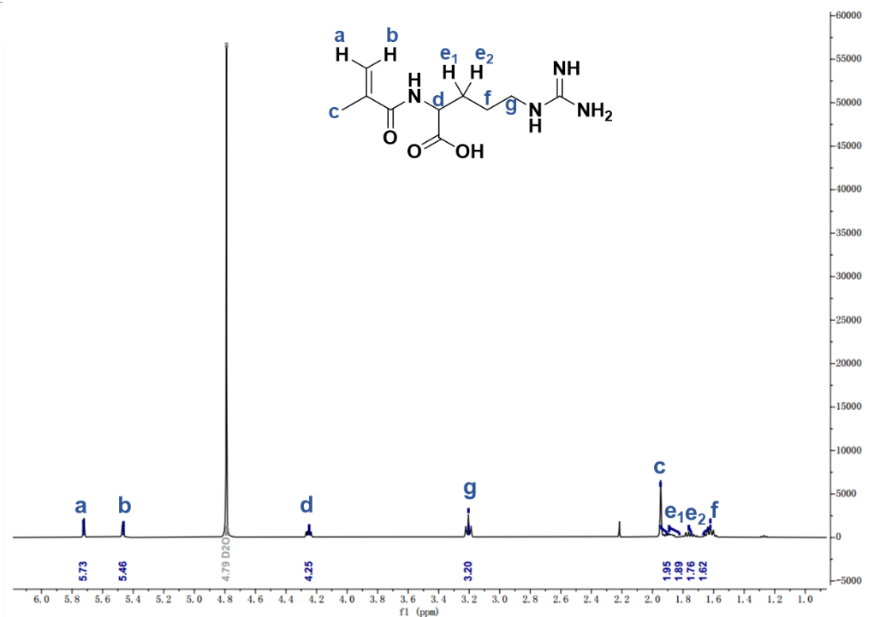 a b
H H
e1 e2
H H
H
N
NH
c
d
f
g
N
H
NH2
O
O
OH
60000
55000
50000
45000
40000
35000
30000
25000
20000
15000
10000
5000
0
-5000
a b d g c e1 e2 f
5.73 5.46 4.79 D2O 4.25 3.20 1.95 1.89 1.76 1.62
6.0 5.8 5.6 5.4 5.2 5.0 4.8 4.6 4.4 4.2 4.0 3.8 3.6 3.4 3.2 3.0 2.8 2.6 2.4 2.2 2.0 1.8 1.6 1.4 1.2 1.0
f1 (ppm)